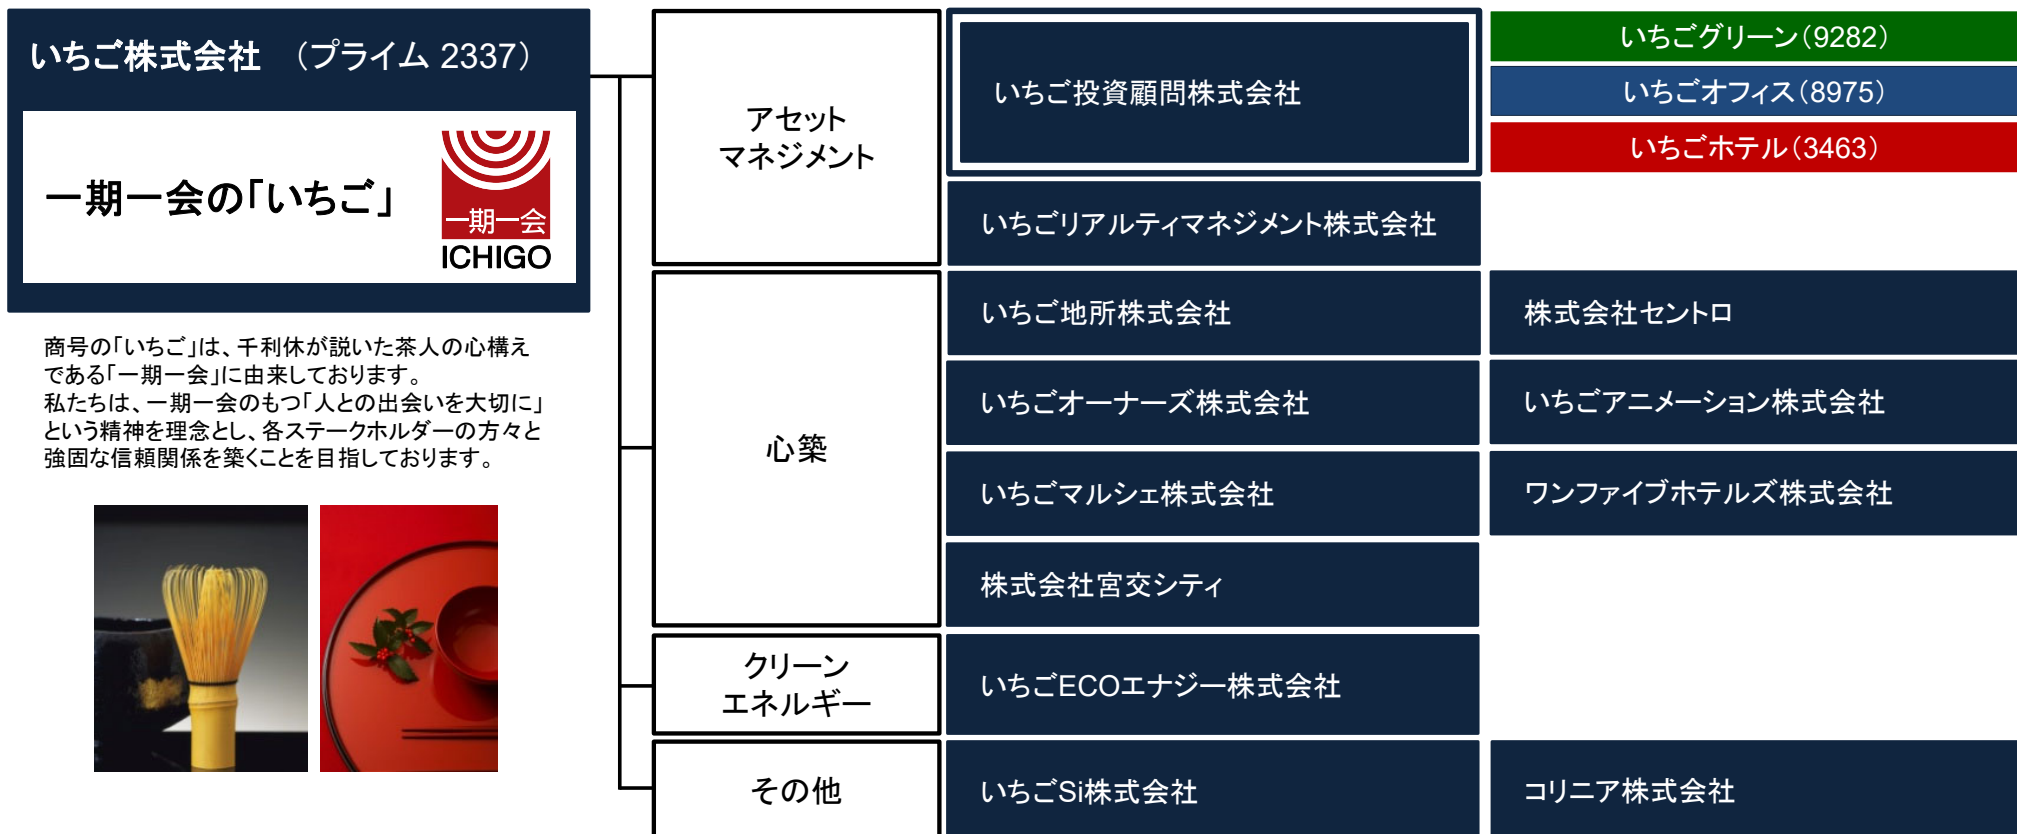 いちご株式会社 （プライム 2337）
一期一会の「いちご」
一期一会
ICHIGO
商号の「いちご」は、千利休が説いた茶人の心構え
である「一期一会」に由来しております。
私たちは、一期一会のもつ「人との出会いを大切に」
という精神を理念とし、各ステークホルダーの方々と
強固な信頼関係を築くことを目指しております。
アセット
マネジメント
いちご投資顧問株式会社
いちごグリーン（9282）
いちごオフィス（8975）
いちごホテル（3463）
いちごリアルティマネジメント株式会社
心築
いちご地所株式会社
株式会社セントロ
いちごオーナーズ株式会社
いちごアニメーション株式会社
いちごマルシェ株式会社
ワンファイブホテルズ株式会社
株式会社宮交シティ
クリーン
エネルギー
いちごECOエナジー株式会社
その他
いちごSi株式会社
コリニア株式会社